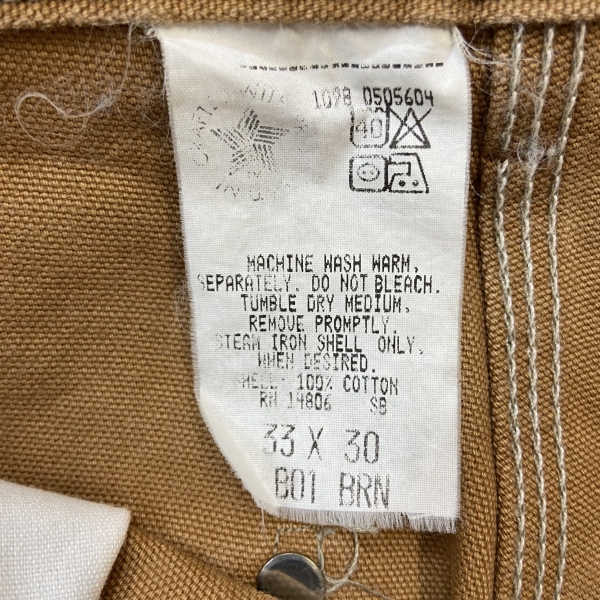 1098 0505604
40
MACHINE WASH WARM,
SEPARATELY. DO NOT BLEACH.
TUMBLE DRY MEDIUM,
REMOVE PROMPTLY.
STEAM IRON SHELL ONLY,
WHEN DESIRED.
SHELL: 100% COTTON
RN 14806 SB
33 X 30
B01 BRN